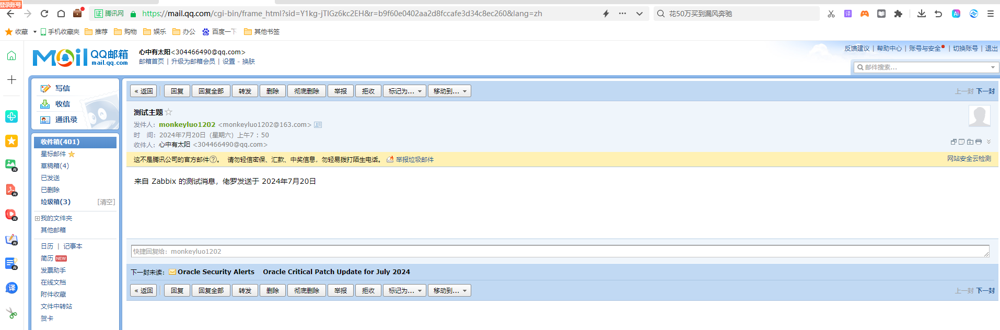 登录账号
证 腾讯网 https://mail.qq.com/cgi-bin/frame_html?sid=Y1kg-jTIGz6kc2EH&r=b9f60e0402aa2d8fccafe3d34c8ec260&lang=zh 花50万买到漏风奔驰 译 AI
收藏 手机收藏夹 推荐 购物 娱乐 办公 百度一下 其他书签
MOil QQ邮箱 mail.qq.com
心中有太阳<304466490@qq.com>
邮箱首页 | 升级为邮箱会员 | 设置 - 换肤
反馈建议 | 帮助中心 | 账号与安全 | 切换账号 | 退出
邮件搜索...
写信
收信
通讯录
收件箱(401)
星标邮件
草稿箱(4)
已发送
已删除
垃圾箱(3) [清空]
我的文件夹
其他邮箱
日历 | 记事本
简历 NEW
发票助手
在线文档
附件收藏
文件中转站
贺卡
AI
AI
AI
AI
AI
译
« 返回 回复 回复全部 转发 删除 彻底删除 举报 拒收 标记为... 移动到... 上一封 下一封
测试主题
发件人：monkeyluo1202 <monkeyluo1202@163.com>
时 间：2024年7月20日（星期六）上午7：50
收件人：心中有太阳 <304466490@qq.com>
这不是腾讯公司的官方邮件?。 请勿轻信密保、汇款、中奖信息，勿轻易拨打陌生电话。 举报垃圾邮件 网站安全云检测
来自 Zabbix 的测试消息，佬罗发送于 2024年7月20日
快捷回复给：monkeyluo1202
下一封未读：Oracle Security Alerts Oracle Critical Patch Update for July 2024
« 返回 回复 回复全部 转发 删除 彻底删除 举报 拒收 标记为... 移动到... 上一封 下一封